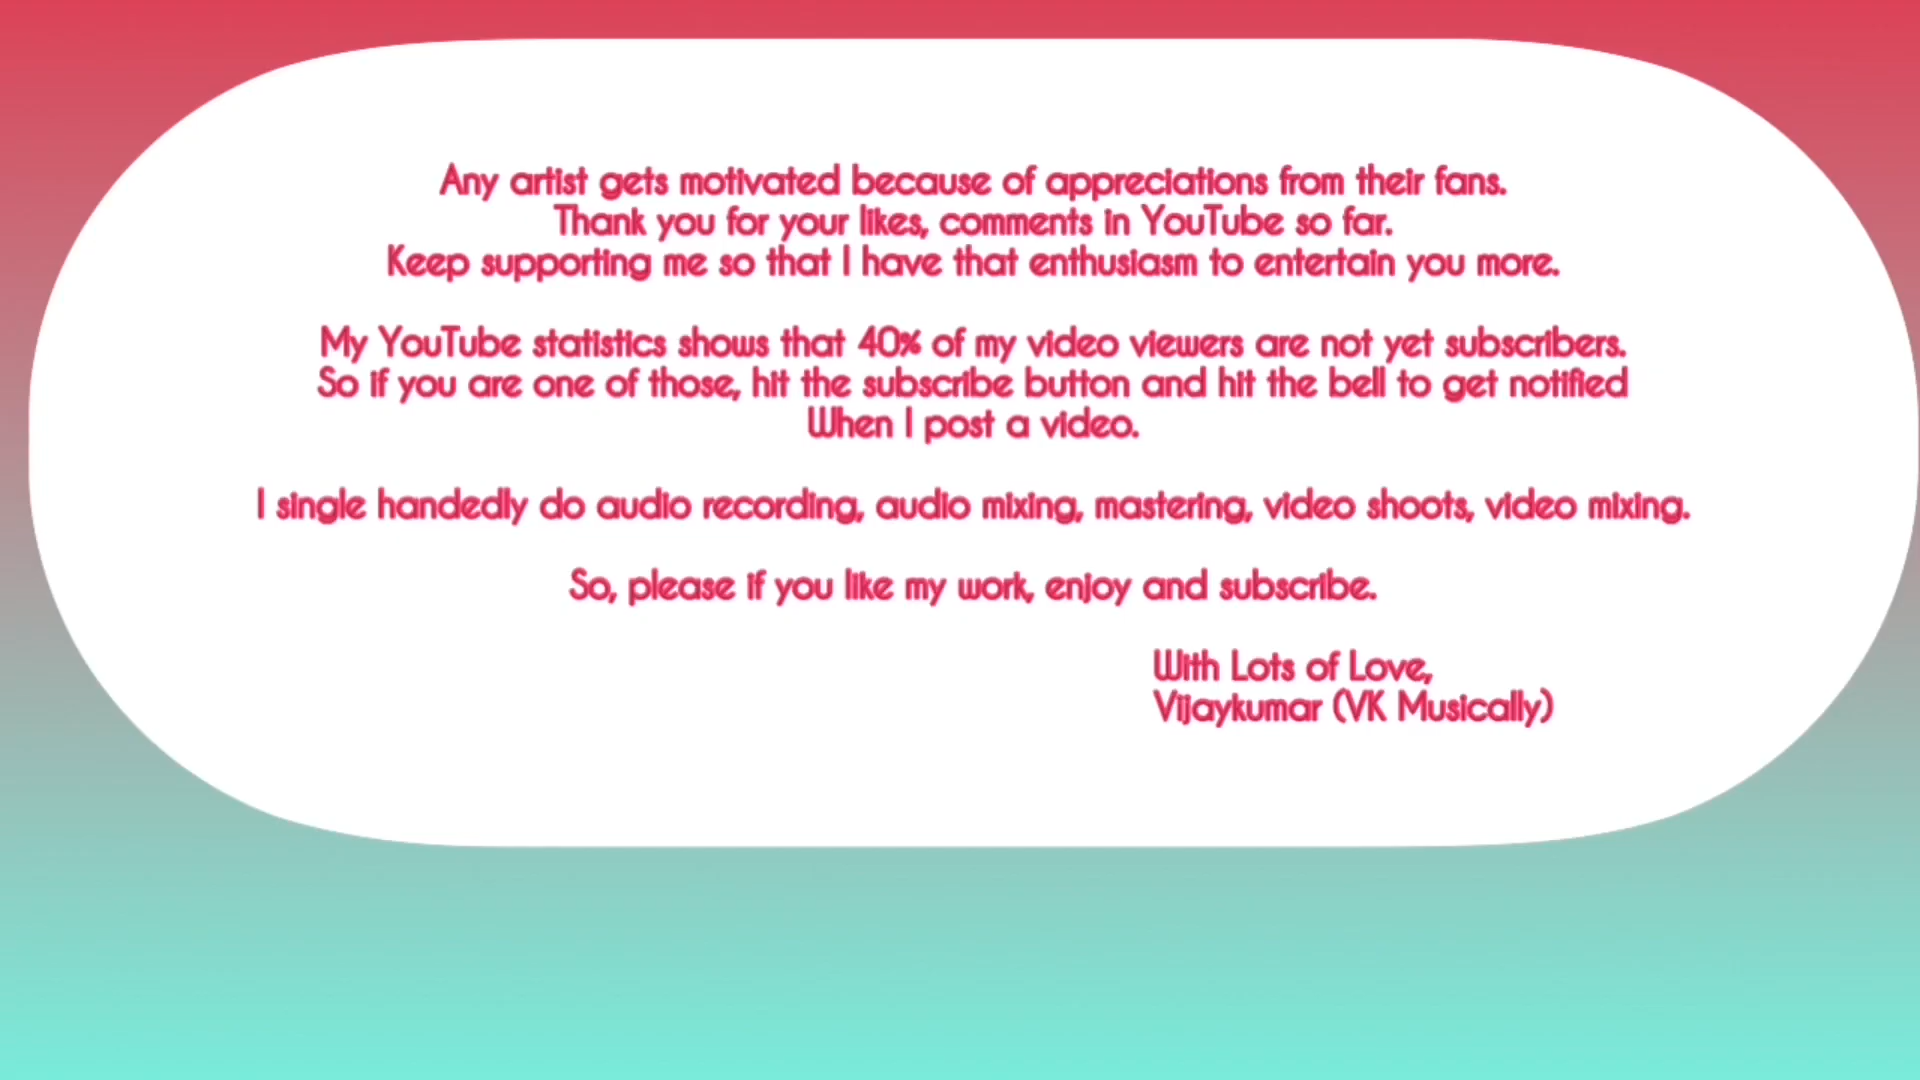 Any artist gets motivated because of appreciations from their fans.
Thank you for your likes, comments in YouTube so far.
Keep supporting me so that I have that enthusiasm to entertain you more.
My YouTube statistics shows that 40% of my video viewers are not yet subscribers.
So if you are one of those, hit the subscribe button and hit the bell to get notified
When I post a video.
I single handedly do audio recording, audio mixing, mastering, video shoots, video mixing.
So, please if you like my work, enjoy and subscribe.
With Lots of Love,
Vijaykumar (VK Musically)